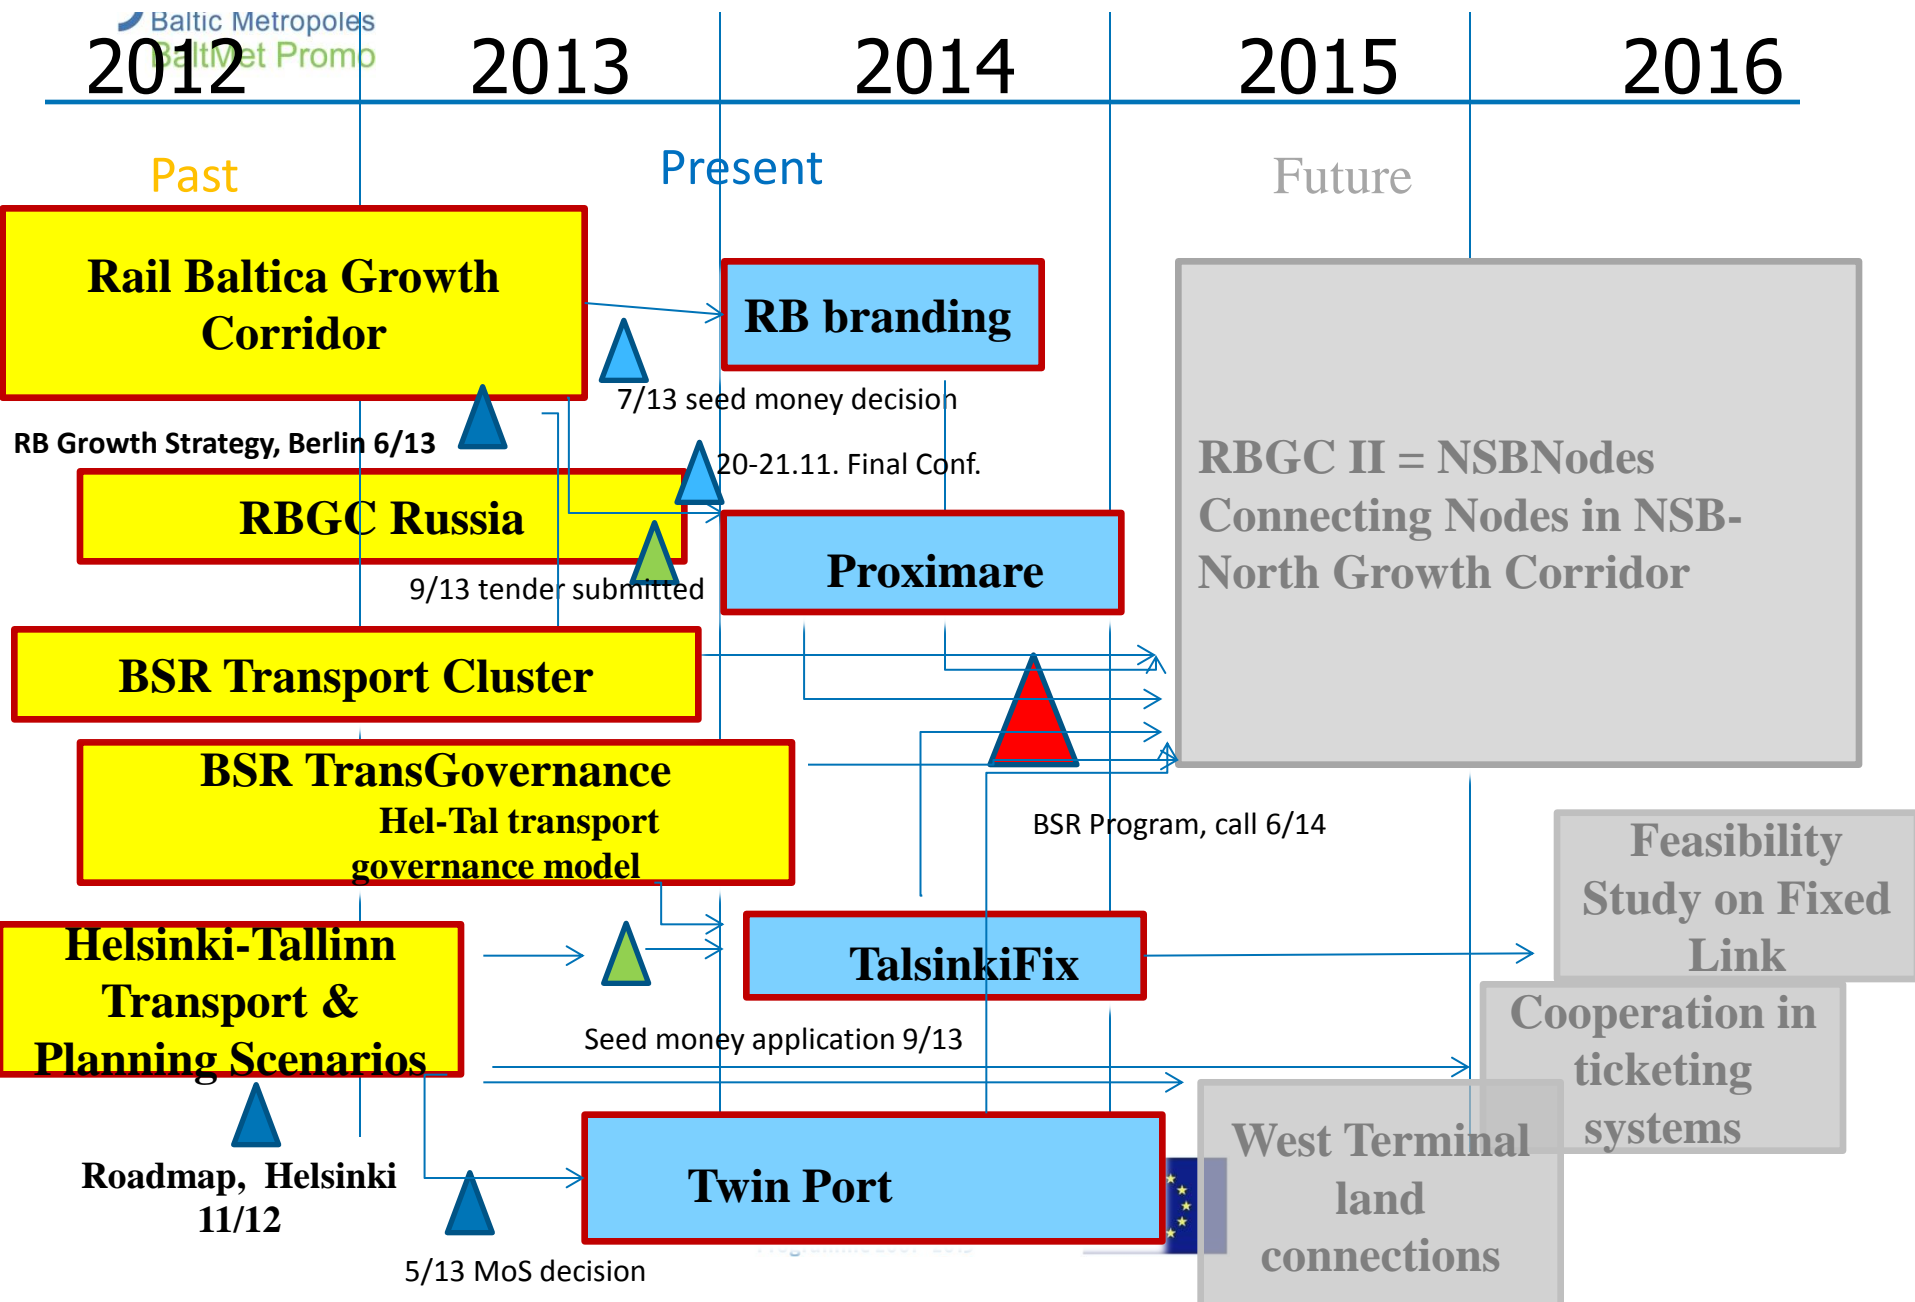 Baltic Metropoles
BaltMet Promo
2012
2013
2014
2015
2016
Past
Present
Future
Rail Baltica Growth
Corridor
RB branding
7/13 seed money decision
RB Growth Strategy, Berlin 6/13
20-21.11. Final Conf.
RBGC II = NSBNodes
Connecting Nodes in NSB-
North Growth Corridor
RBGC Russia
Proximare
9/13 tender submitted
BSR Transport Cluster
BSR TransGovernance
Hel-Tal transport
governance model
BSR Program, call 6/14
Feasibility
Study on Fixed
Link
Helsinki-Tallinn
Transport &
Planning Scenarios
TalsinkiFix
Seed money application 9/13
Cooperation in
ticketing
systems
West Terminal
land
connections
Twin Port
Roadmap, Helsinki
11/12
5/13 MoS decision